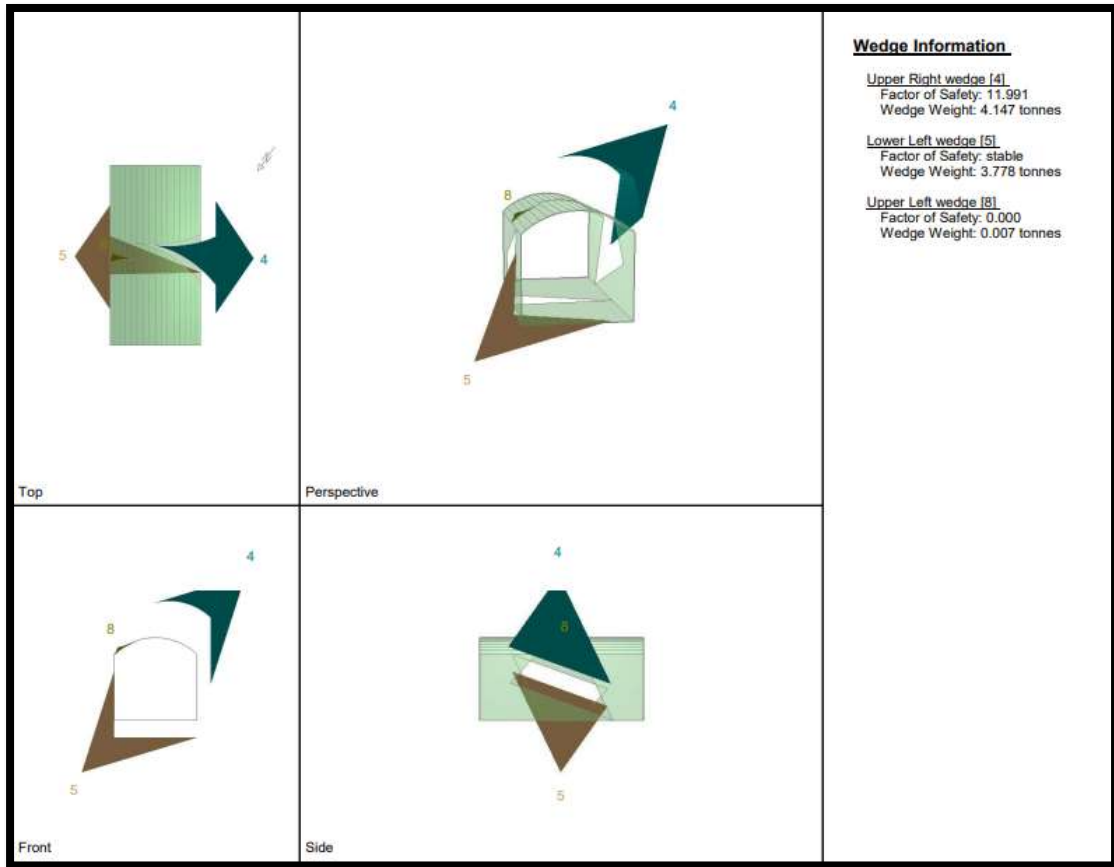 8
5
4
Top
4
8
5
Perspective
4
8
5
Front
4
8
5
Side
Wedge Information
Upper Right wedge [4]
Factor of Safety: 11.991
Wedge Weight: 4.147 tonnes
Lower Left wedge [5]
Factor of Safety: stable
Wedge Weight: 3.778 tonnes
Upper Left wedge [8]
Factor of Safety: 0.000
Wedge Weight: 0.007 tonnes